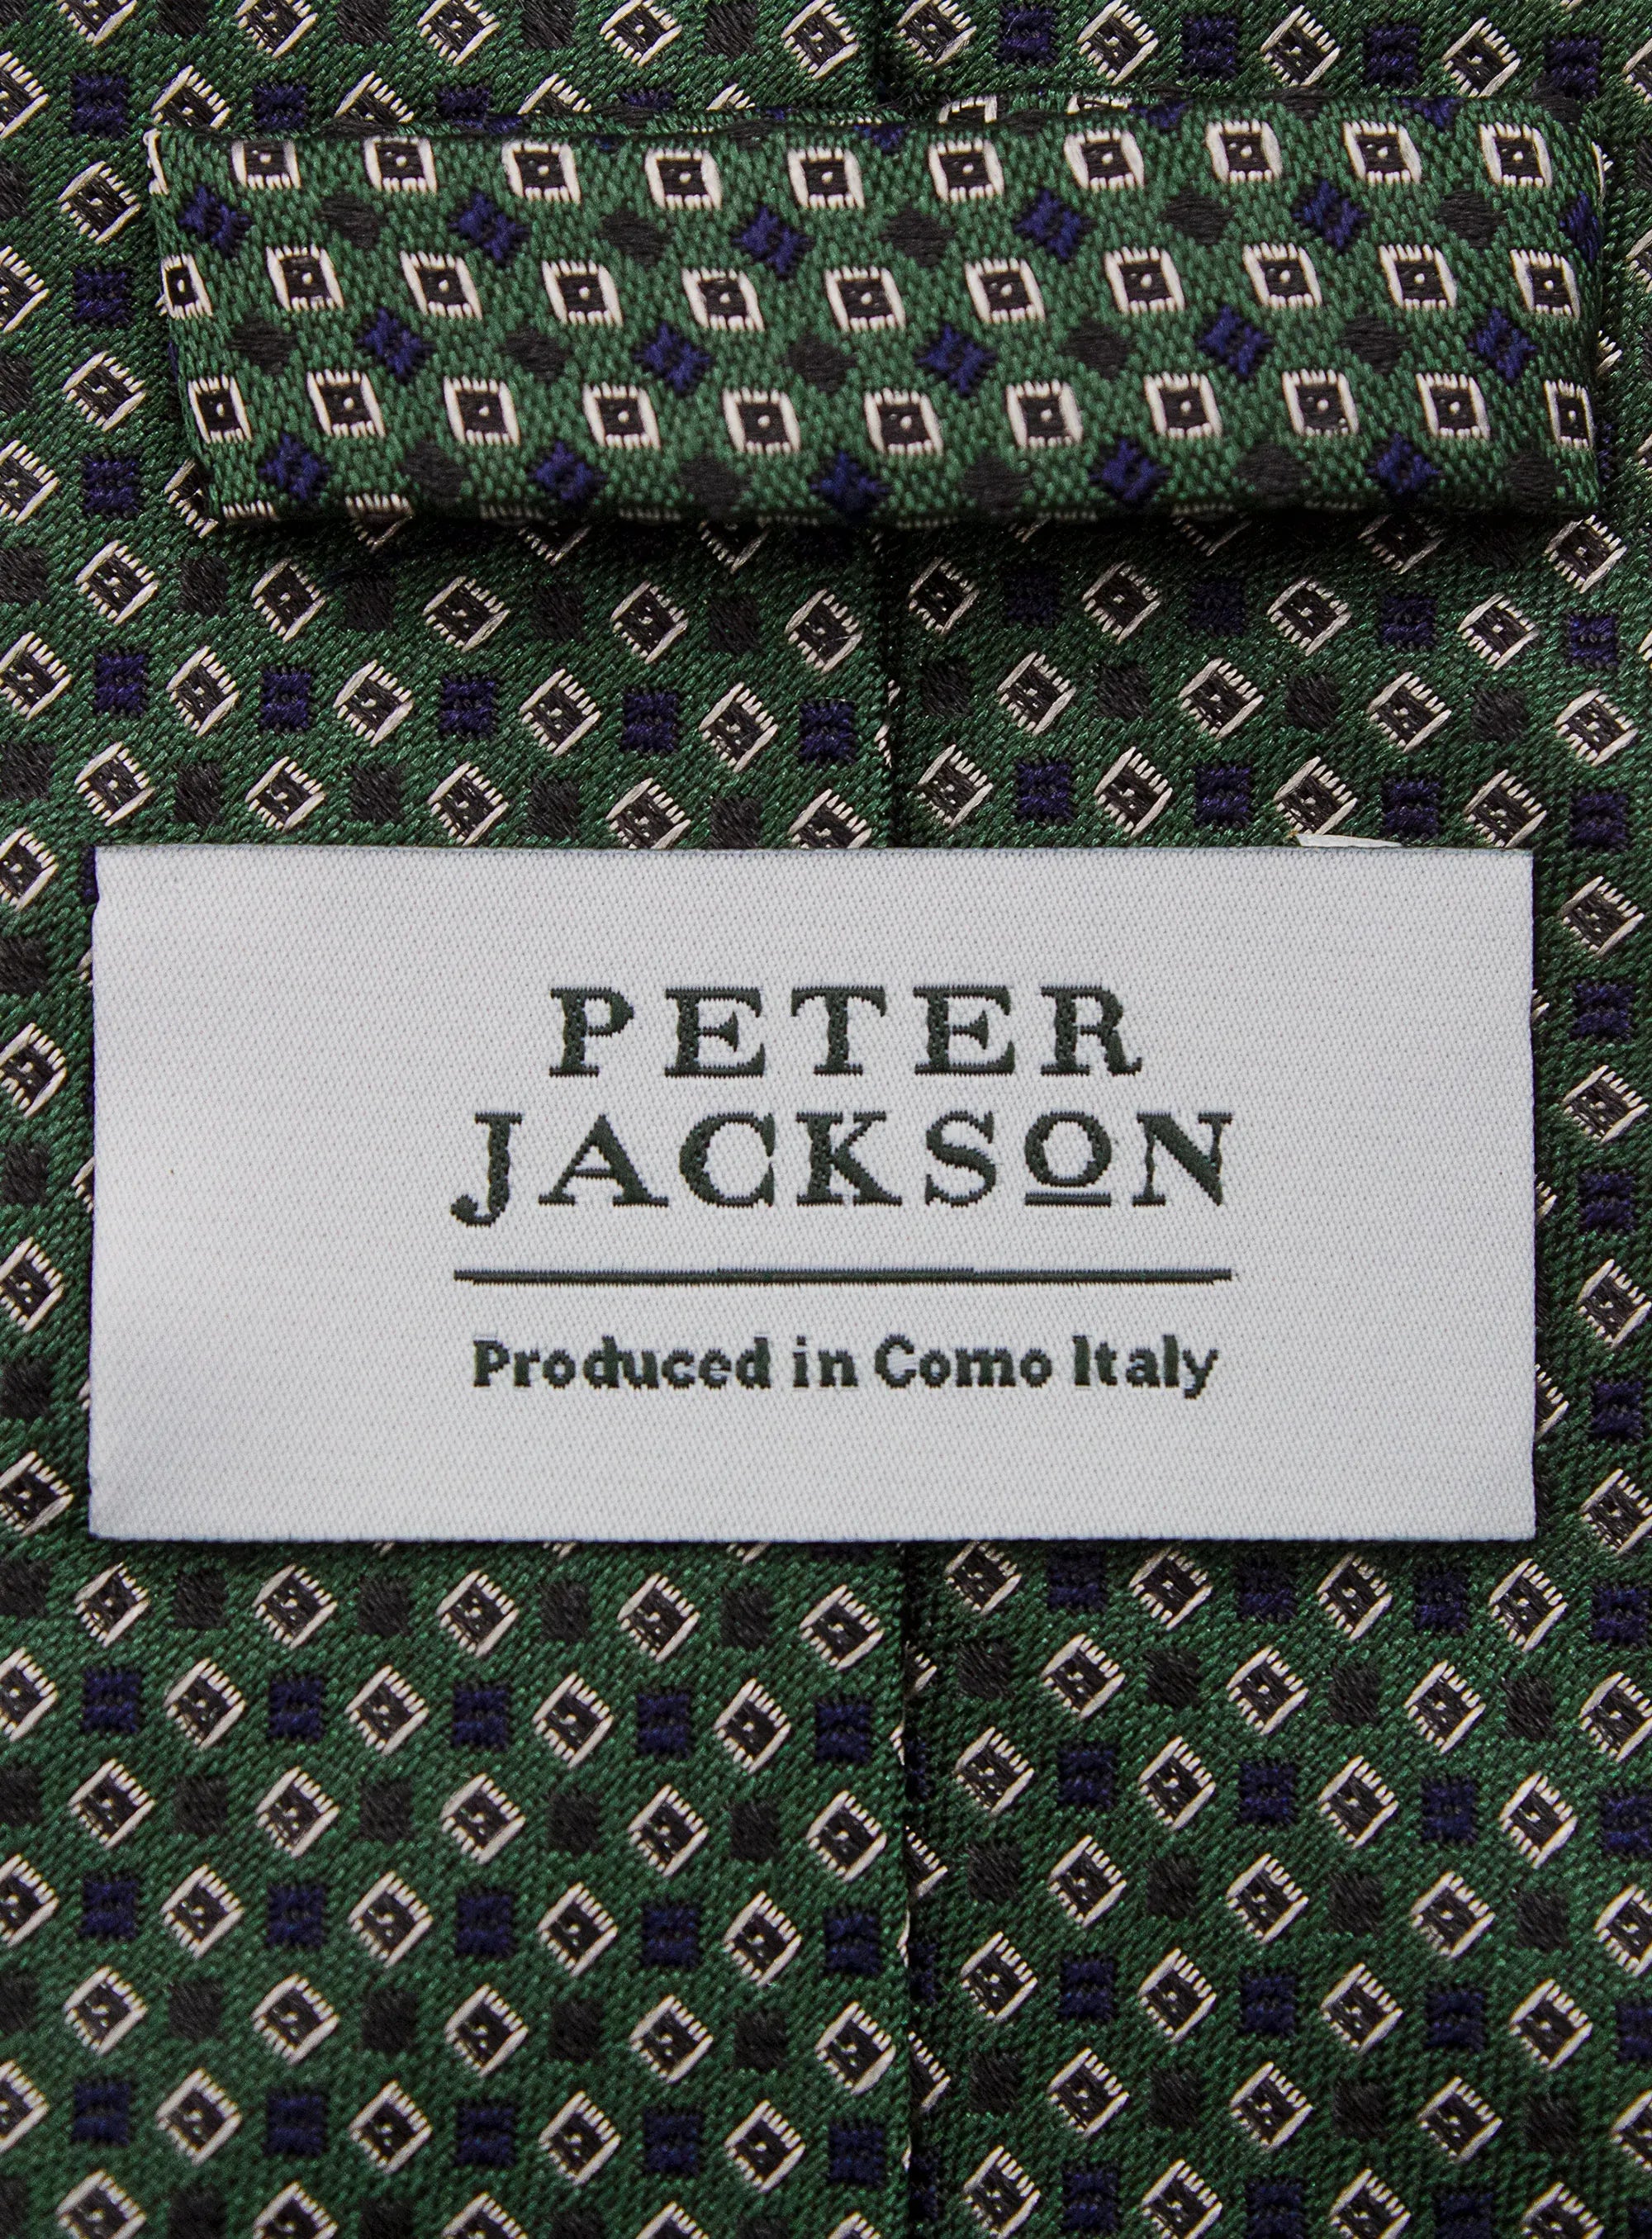 PETER
JACKSON
Produced in Como Italy